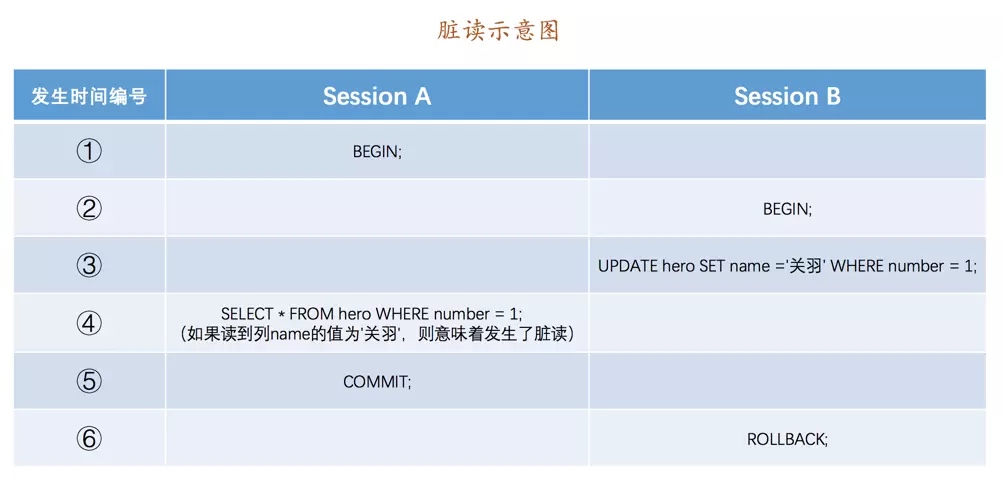 脏读示意图
发生时间编号 Session A Session B
① BEGIN;
② BEGIN;
③ UPDATE hero SET name ='关羽' WHERE number = 1;
④ SELECT * FROM hero WHERE number = 1;
（如果读到列name的值为'关羽'，则意味着发生了脏读）
⑤ COMMIT;
⑥ ROLLBACK;